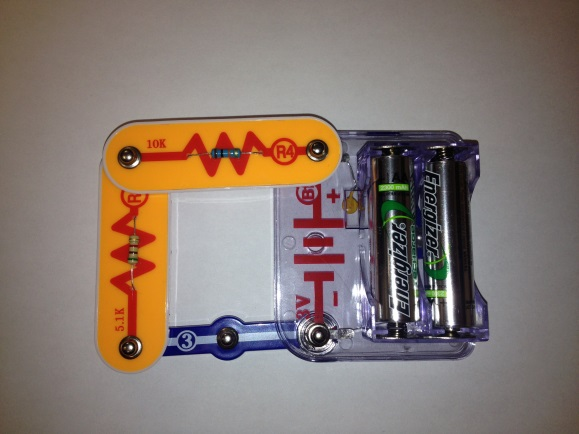 10K
R4
R
5.1K
3
B
+
3V
Energizer
Energizer